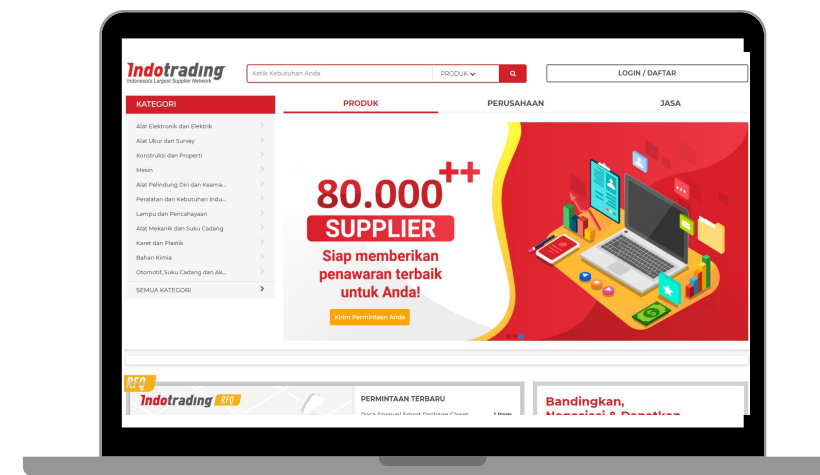 Indotrading
Indonesia's Largest Supplier Network
Ketik Kebutuhan Anda
PRODUK
LOGIN / DAFTAR
KATEGORI
PRODUK
PERUSAHAAN
JASA
Alat Elektronik dan Elektrik
Alat Ukur dan Survey
Konstruksi dan Properti
Mesin
Alat Pelindung Diri dan Keama...
Peralatan dan Kebutuhan Indu...
Lampu dan Pencahayaan
Alat Mekanik dan Suku Cadang
Karet dan Plastik
Bahan Kimia
Otomotif, Suku Cadang dan Ak...
SEMUA KATEGORI
80.000++
SUPPLIER
Siap memberikan
penawaran terbaik
untuk Anda!
Kirim Permintaan Anda
RFQ
Indotrading RFQ
PERMINTAAN TERBARU
Bandingkan,